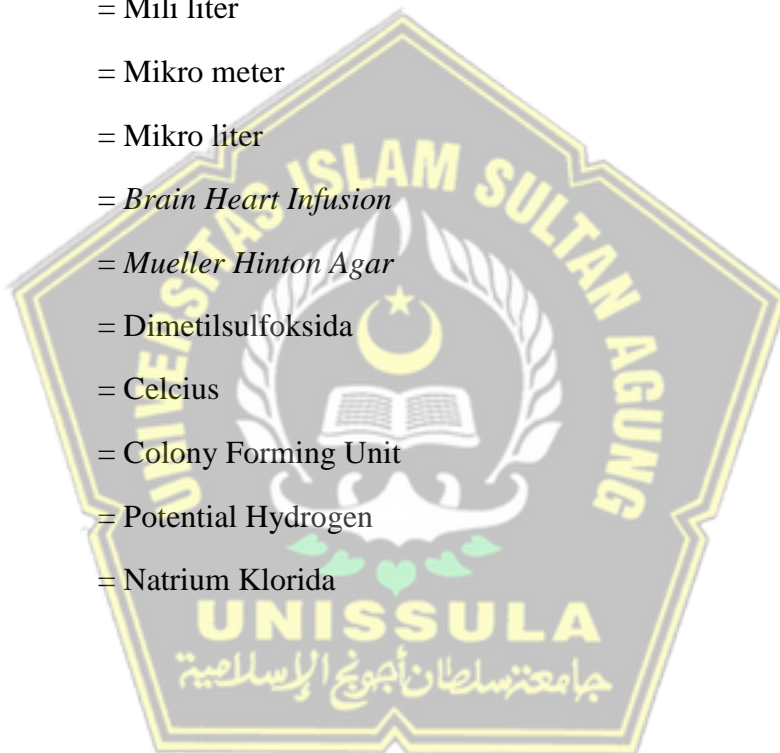 = Mili liter
= Mikro meter
= Mikro liter
= Brain Heart Infusion
= Mueller Hinton Agar
= Dimetilsulfoksida
= Celcius
= Colony Forming Unit
= Potential Hydrogen
= Natrium Klorida
UNIVERSITAS ISLAM SULTAN AGUNG
UNISSULA
جامعة سلطان أجونج الإسلامية